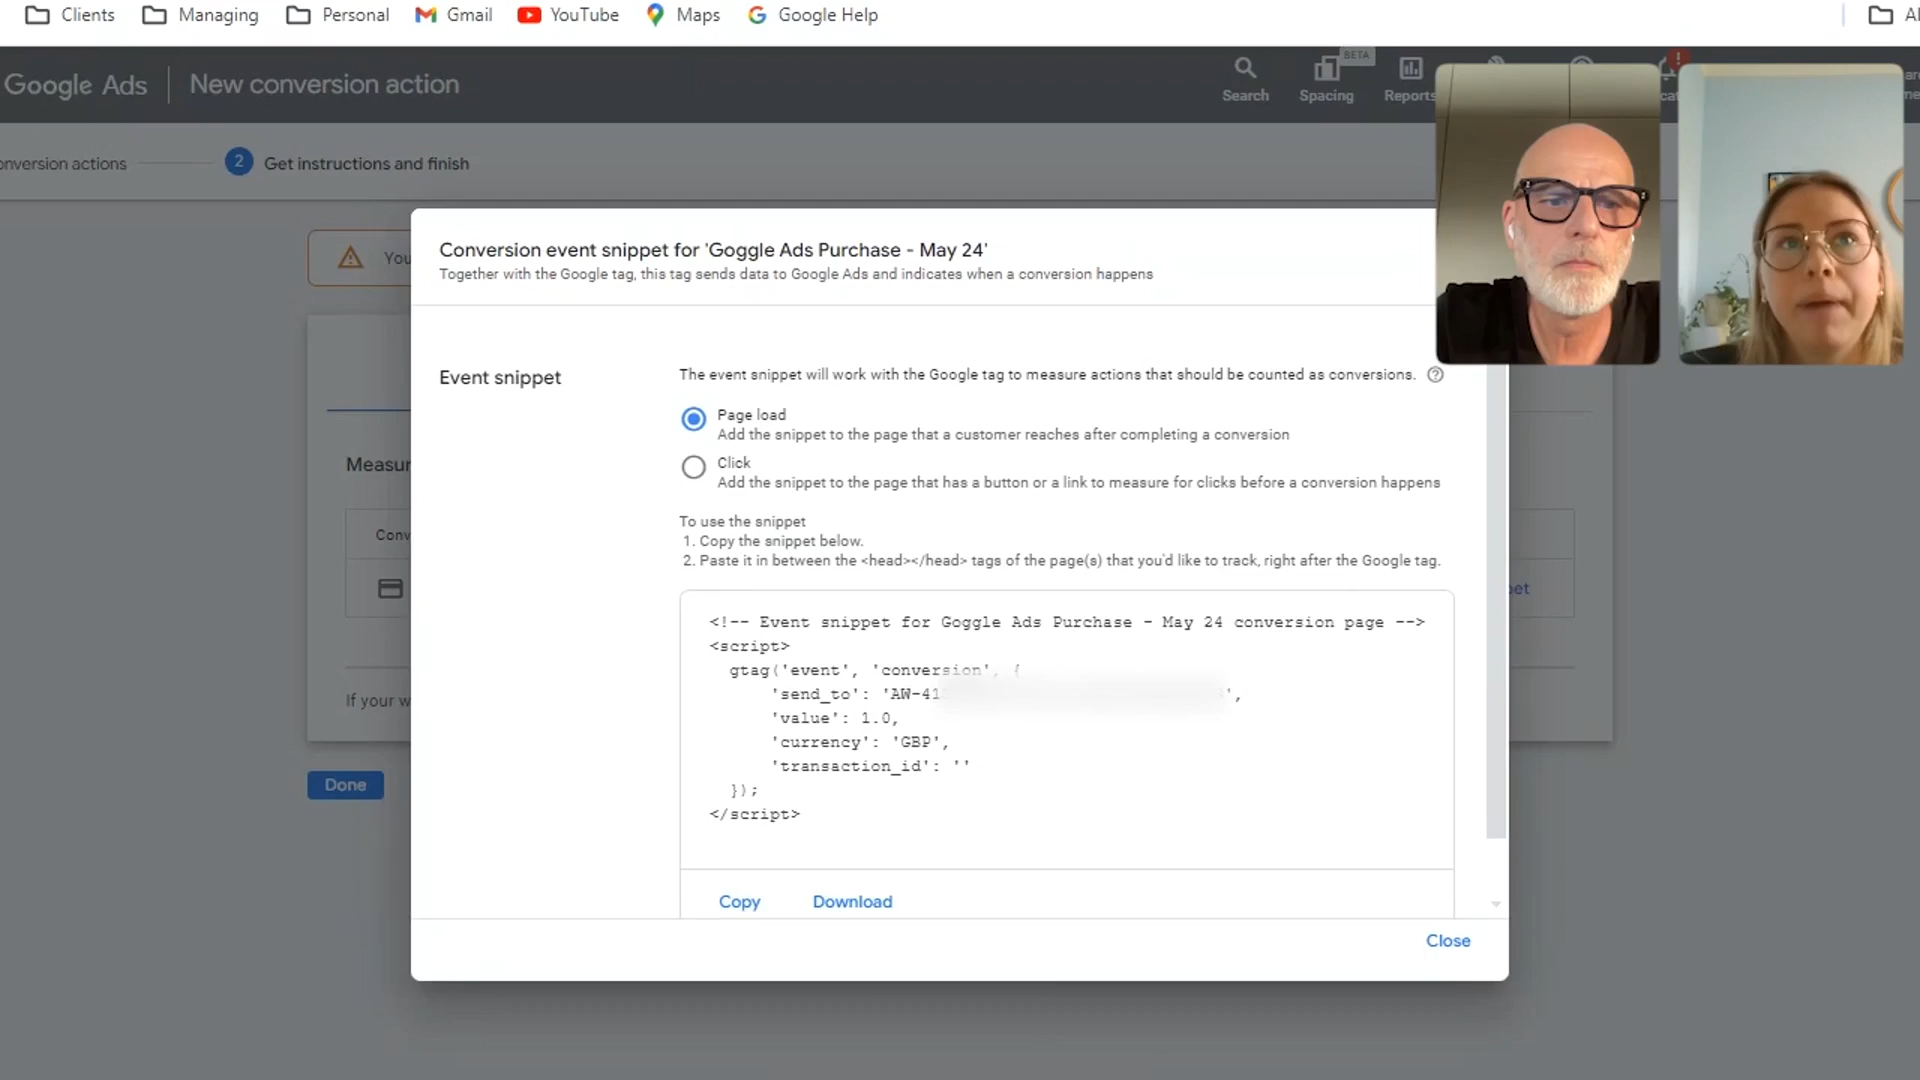 Clients Managing Personal Gmail YouTube Maps Google Help
Google Ads New conversion action
BETA
Search Spacing Reports
onversion actions 2 Get instructions and finish
You
Conversion event snippet for 'Goggle Ads Purchase - May 24'
Together with the Google tag, this tag sends data to Google Ads and indicates when a conversion happens
Event snippet
The event snippet will work with the Google tag to measure actions that should be counted as conversions.
Page load
Add the snippet to the page that a customer reaches after completing a conversion
Click
Add the snippet to the page that has a button or a link to measure for clicks before a conversion happens
To use the snippet
1. Copy the snippet below.
2. Paste it in between the <head></head> tags of the page(s) that you'd like to track, right after the Google tag.
<!-- Event snippet for Goggle Ads Purchase - May 24 conversion page -->
<script>
gtag('event', 'conversion', {
'send_to': 'AW-41 ',
'value': 1.0,
'currency': 'GBP',
'transaction_id': ''
});
</script>
Copy Download
Close
Measur
Conv
et
If your w
Done